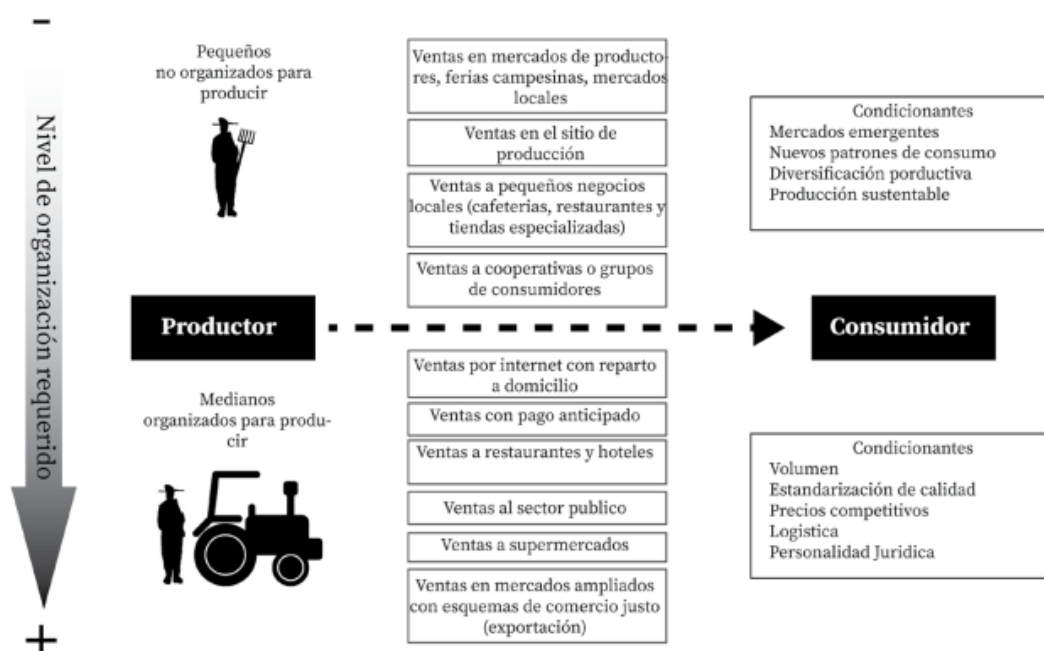 -
Nivel de organización requerido
+
Pequeños
no organizados para
producir
Productor
Medianos
organizados para produ-
cir
Ventas en mercados de producto-
res, ferias campesinas, mercados
locales
Ventas en el sitio de
producción
Ventas a pequeños negocios
locales (cafeterias, restaurantes y
tiendas especializadas)
Ventas a cooperativas o grupos
de consumidores
Ventas por internet con reparto
a domicilio
Ventas con pago anticipado
Ventas a restaurantes y hoteles
Ventas al sector publico
Ventas a supermercados
Ventas en mercados ampliados
con esquemas de comercio justo
(exportación)
Condicionantes
Mercados emergentes
Nuevos patrones de consumo
Diversificación porductiva
Producción sustentable
Consumidor
Condicionantes
Volumen
Estandarización de calidad
Precios competitivos
Logistica
Personalidad Juridica